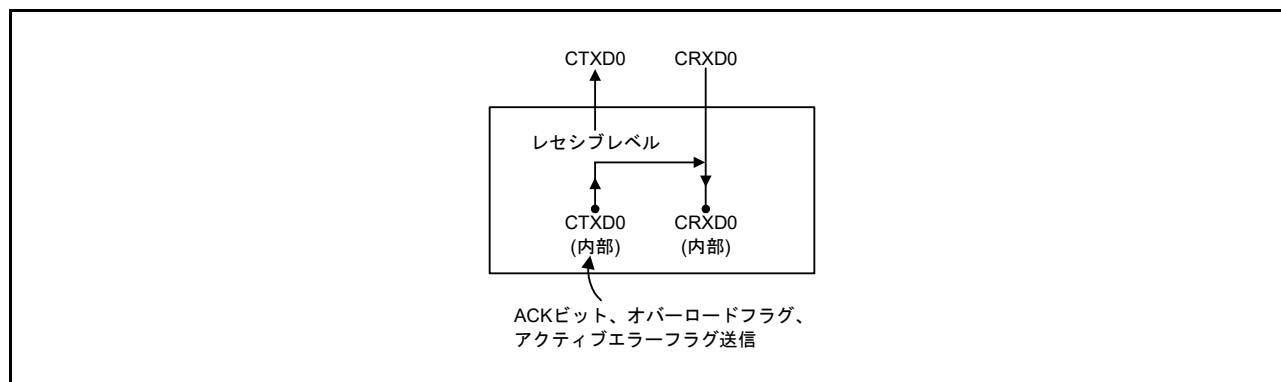 CTXD0 CRXD0
レセシブレベル
CTXD0 CRXD0
(内部) (内部)
ACKビット、オーバーロードフラグ、
アクティブエラーフラグ送信